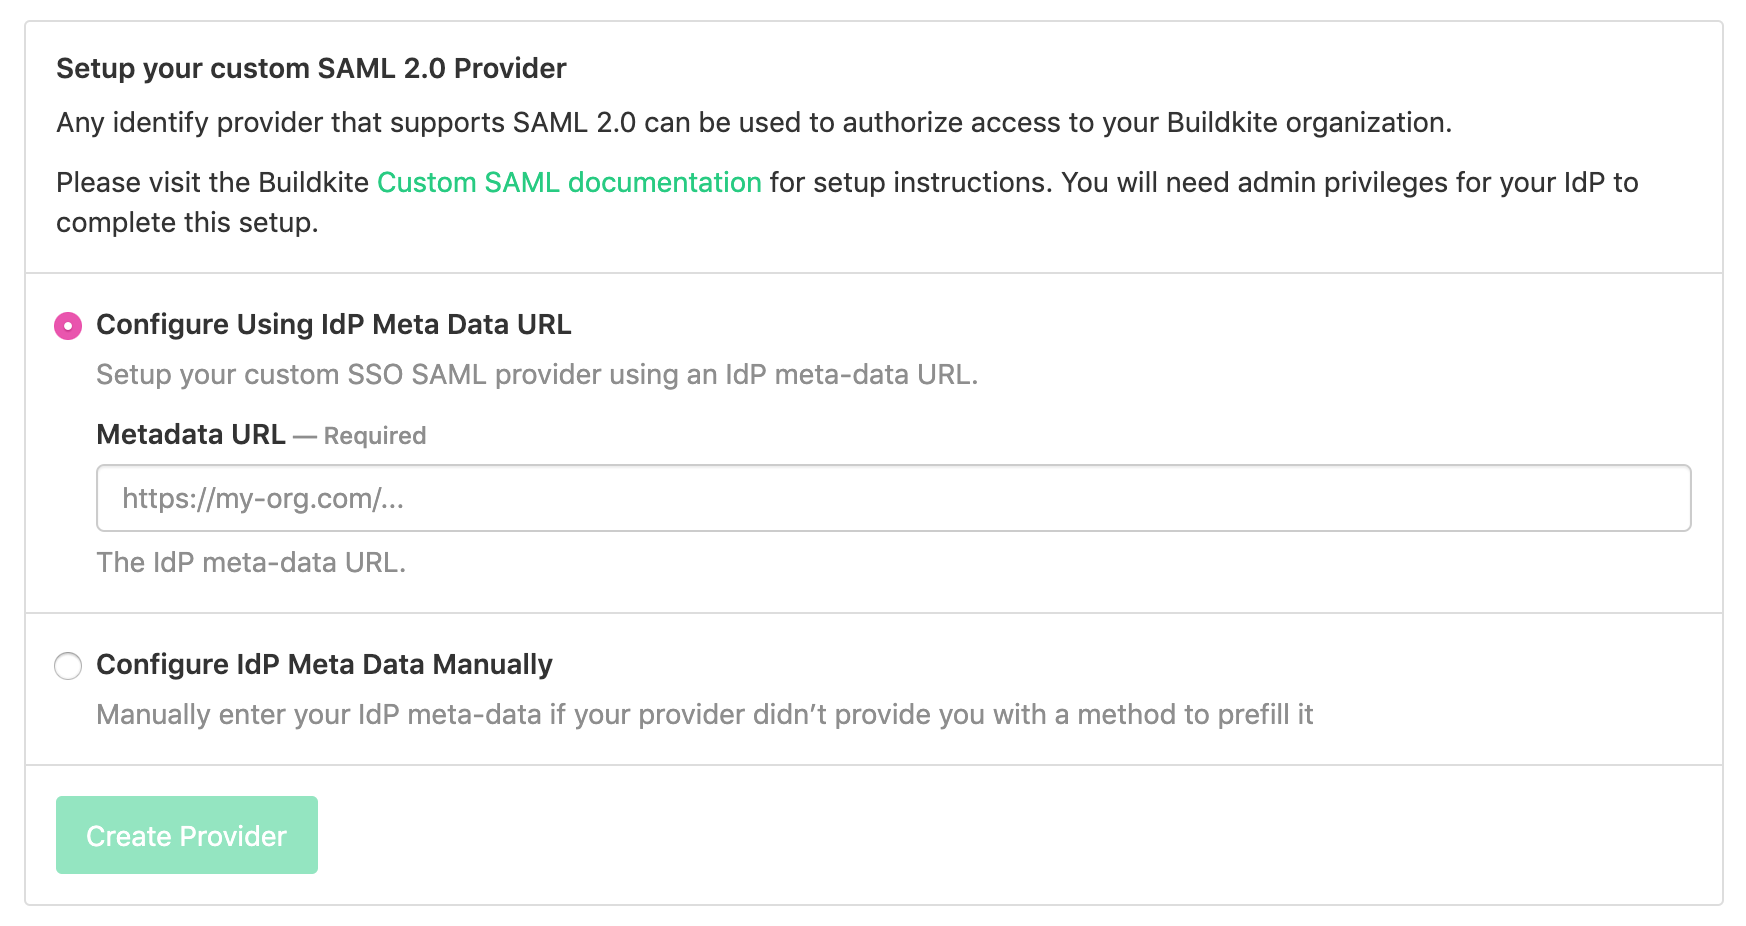 Setup your custom SAML 2.0 Provider
Any identify provider that supports SAML 2.0 can be used to authorize access to your Buildkite organization.
Please visit the Buildkite Custom SAML documentation for setup instructions. You will need admin privileges for your IdP to
complete this setup.
Configure Using IdP Meta Data URL
Setup your custom SSO SAML provider using an IdP meta-data URL.
Metadata URL — Required
https://my-org.com/...
The IdP meta-data URL.
Configure IdP Meta Data Manually
Manually enter your IdP meta-data if your provider didn’t provide you with a method to prefill it
Create Provider